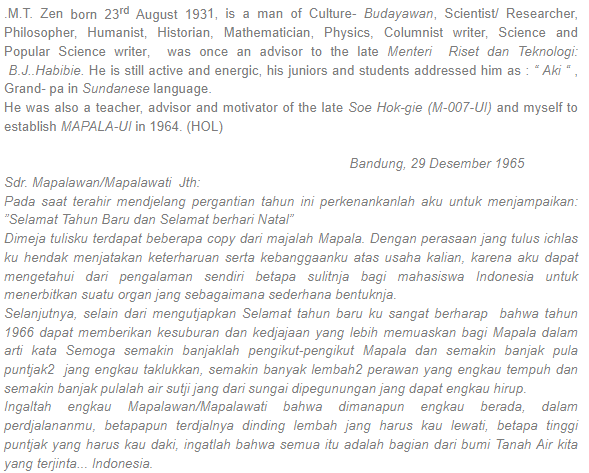 .M.T. Zen born 23rd August 1931, is a man of Culture- Budayawan, Scientist/ Researcher,
Philosopher, Humanist, Historian, Mathematician, Physics, Columnist writer, Science and
Popular Science writer, was once an advisor to the late Menteri Riset dan Teknologi:
B.J..Habibie. He is still active and energic, his juniors and students addressed him as : “ Aki “ ,
Grand- pa in Sundanese language.
He was also a teacher, advisor and motivator of the late Soe Hok-gie (M-007-UI) and myself to
establish MAPALA-UI in 1964. (HOL)
Bandung, 29 Desember 1965
Sdr. Mapalawan/Mapalawati Jth:
Pada saat terahir mendjelang pergantian tahun ini perkenankanlah aku untuk menjampaikan:
”Selamat Tahun Baru dan Selamat berhari Natal”
Dimeja tulisku terdapat beberapa copy dari majalah Mapala. Dengan perasaan jang tulus ichlas
ku hendak menjatakan keterharuan serta kebanggaanku atas usaha kalian, karena aku dapat
mengetahui dari pengalaman sendiri betapa sulitnja bagi mahasiswa Indonesia untuk
menerbitkan suatu organ jang sebagaimana sederhana bentuknja.
Selanjutnya, selain dari mengutjapkan Selamat tahun baru ku sangat berharap bahwa tahun
1966 dapat memberikan kesuburan dan kedjajaan yang lebih memuaskan bagi Mapala dalam
arti kata Semoga semakin banjaklah pengikut-pengikut Mapala dan semakin banjak pula
puntjak2 jang engkau taklukkan, semakin banyak lembah2 perawan yang engkau tempuh dan
semakin banjak pulalah air sutji jang dari sungai dipegunungan jang dapat engkau hirup.
Ingaltah engkau Mapalawan/Mapalawati bahwa dimanapun engkau berada, dalam
perdjalananmu, betapapun terdjalnya dinding lembah jang harus kau lewati, betapa tinggi
puntjak yang harus kau daki, ingatlah bahwa semua itu adalah bagian dari bumi Tanah Air kita
yang terjinta... Indonesia.